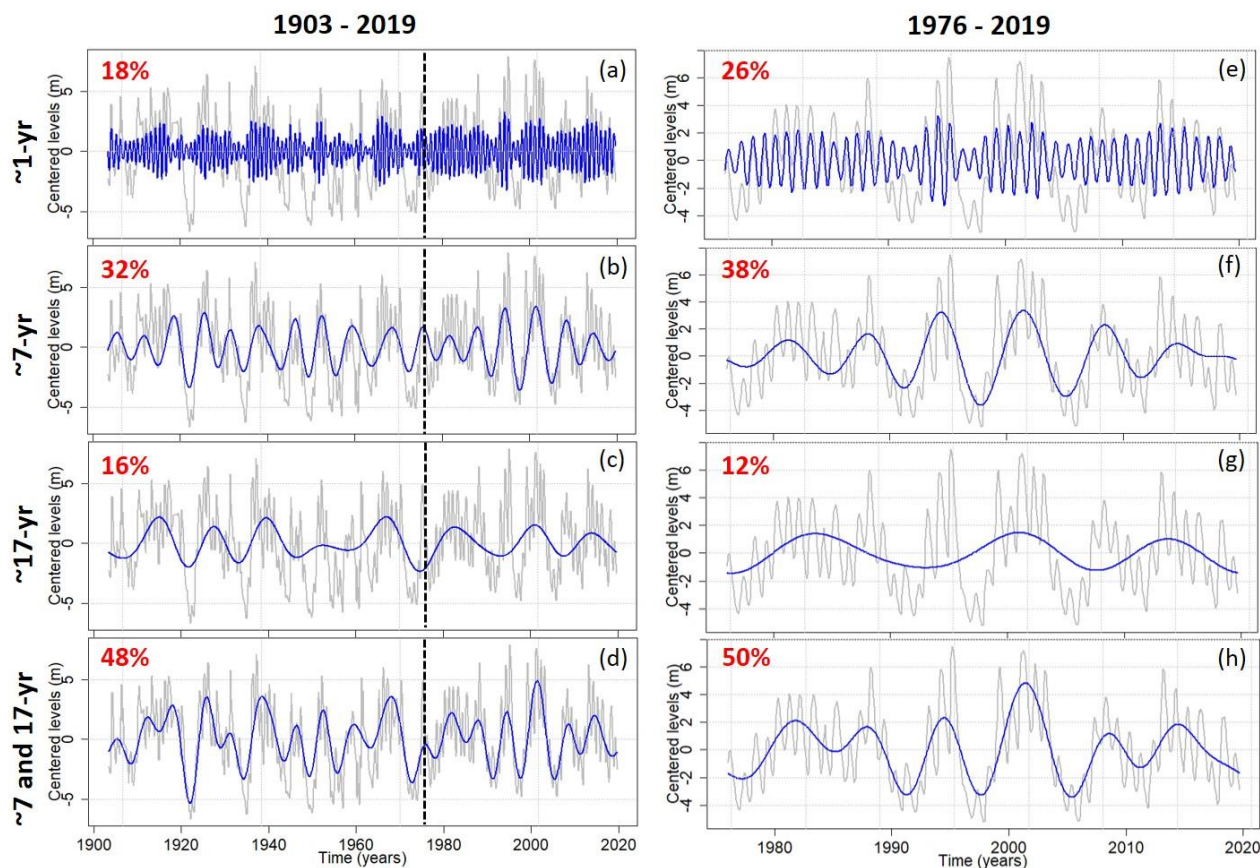 1903 - 2019
1976 - 2019
~1-yr
18%
(a)
Centered levels (m)
5
0
-5
26%
(e)
Centered levels (m)
6
4
2
0
-2
-4
~7-yr
32%
(b)
Centered levels (m)
5
0
-5
38%
(f)
Centered levels (m)
6
4
2
0
-2
-4
~17-yr
16%
(c)
Centered levels (m)
5
0
-5
12%
(g)
Centered levels (m)
6
4
2
0
-2
-4
~7 and 17-yr
48%
(d)
Centered levels (m)
5
0
-5
50%
(h)
Centered levels (m)
6
4
2
0
-2
-4
1900 1920 1940 1960 1980 2000 2020
Time (years)
1980 1990 2000 2010 2020
Time (years)